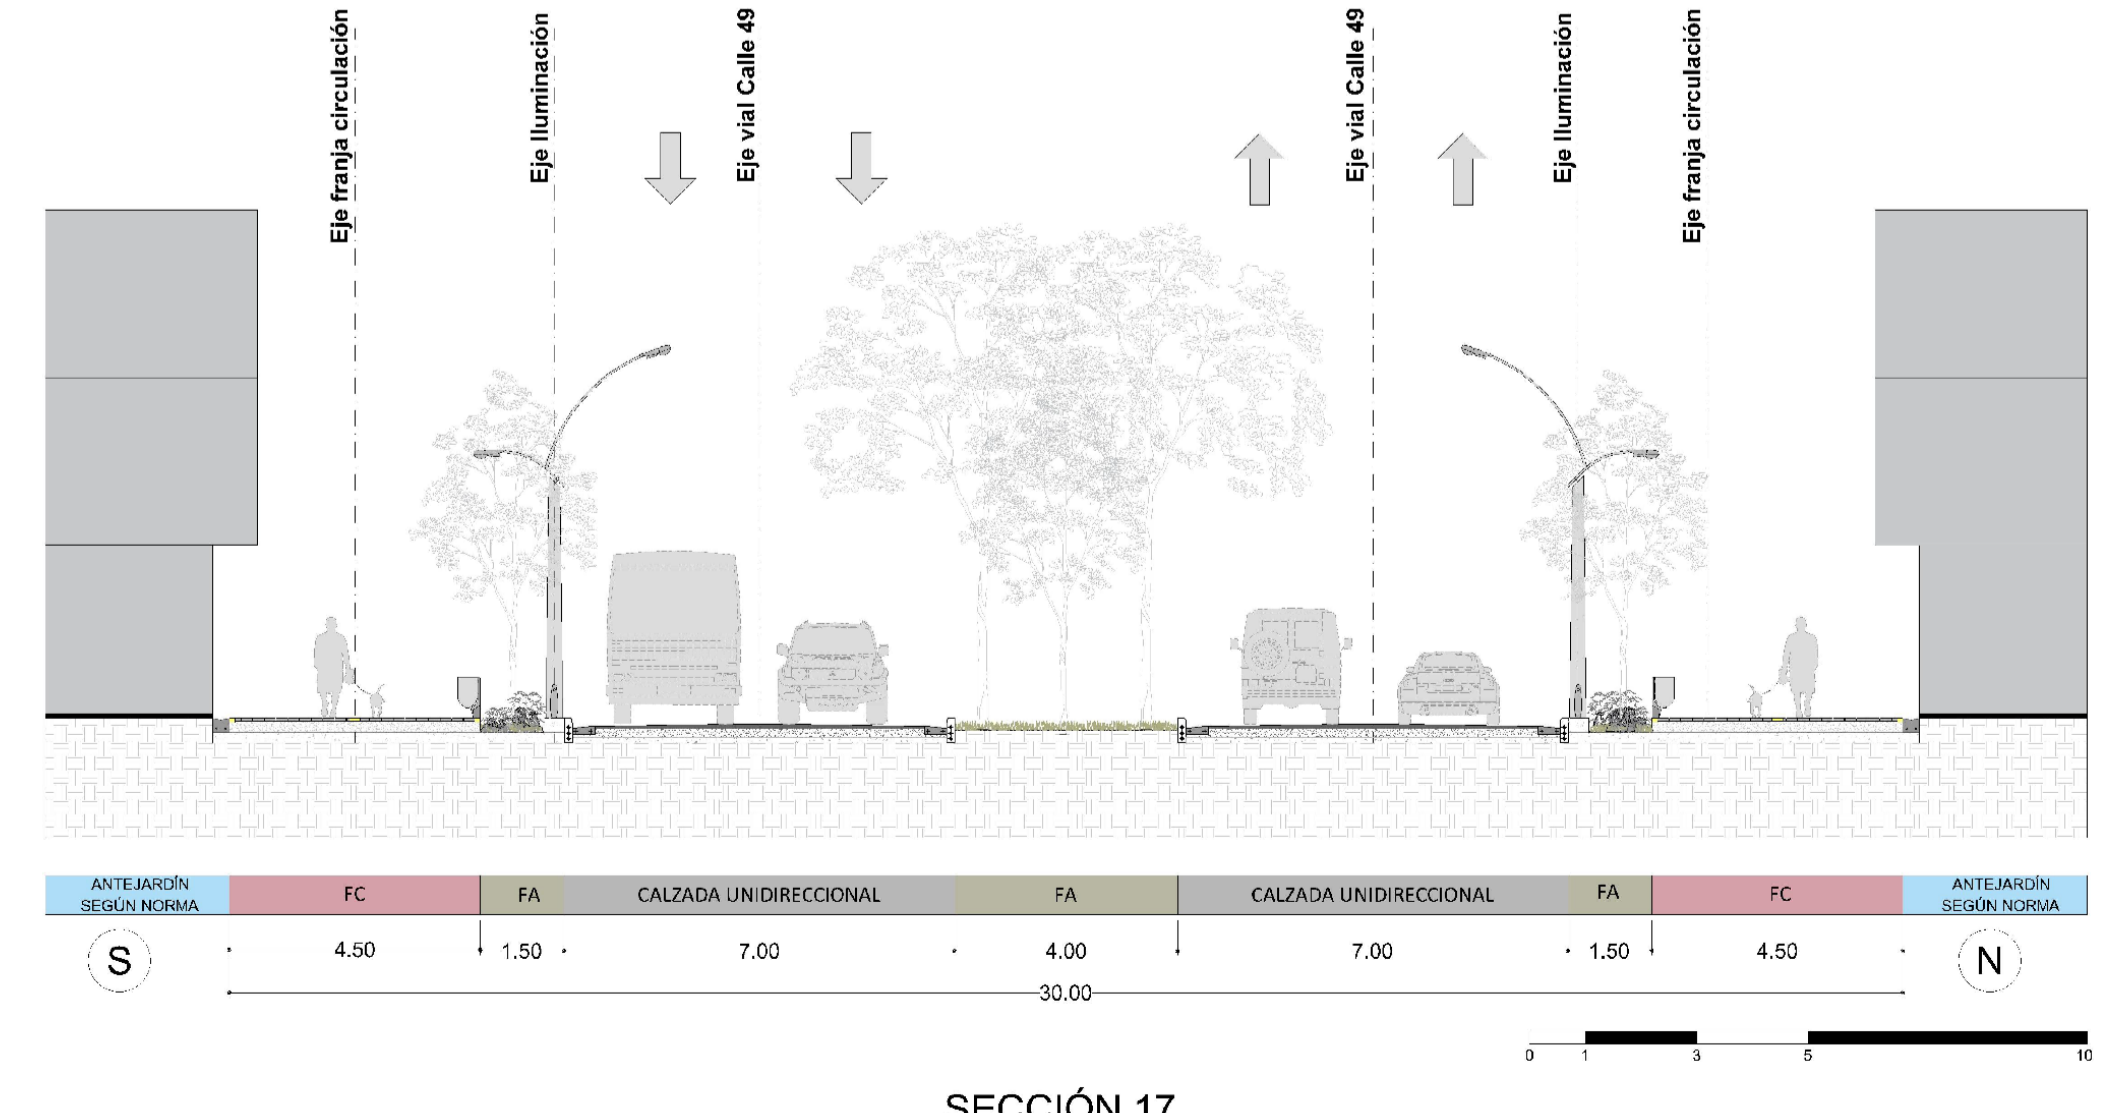 Eje franja circulación
Eje Iluminación
Eje vial Calle 49
Eje vial Calle 49
Eje Iluminación
Eje franja circulación
ANTEJARDÍN
SEGÚN NORMA
FC
FA
CALZADA UNIDIRECCIONAL
FA
CALZADA UNIDIRECCIONAL
FA
FC
ANTEJARDÍN
SEGÚN NORMA
S
4.50
1.50
7.00
4.00
7.00
1.50
4.50
N
30.00
0 1 3 5 10
SECCIÓN 17